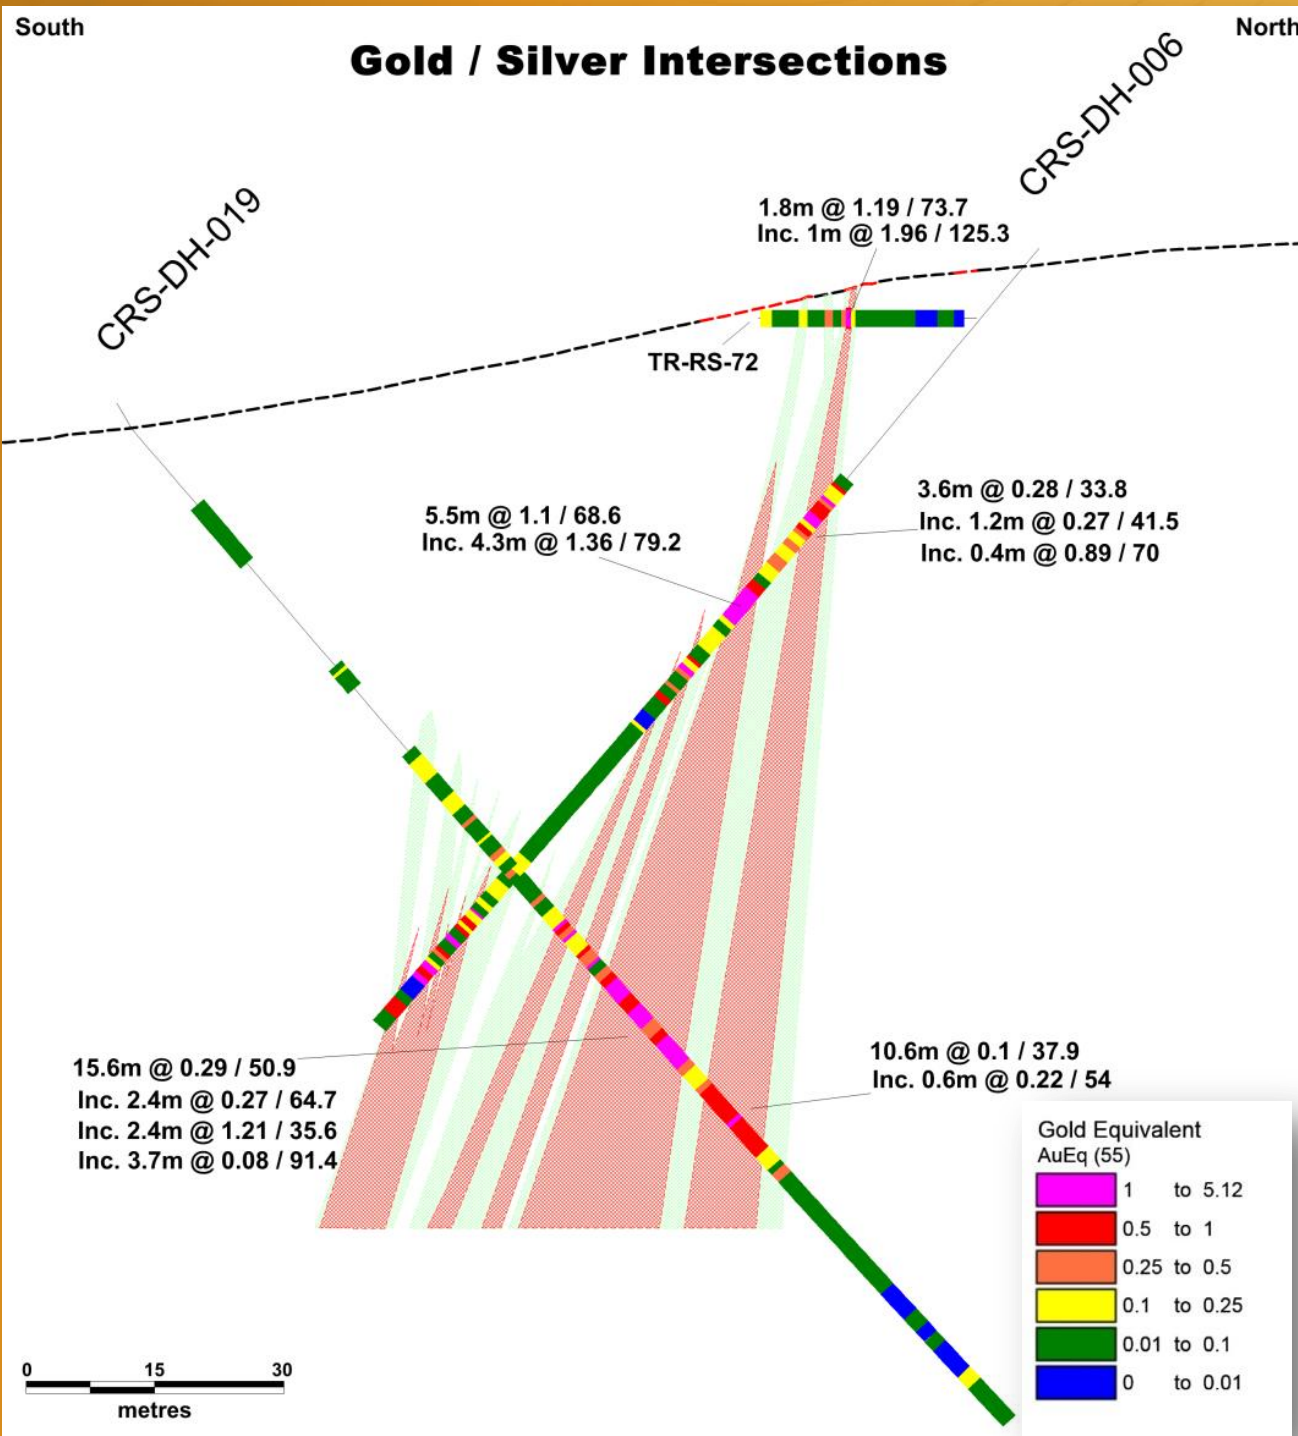 South
North
Gold / Silver Intersections
CRS-DH-006
CRS-DH-019
1.8m @ 1.19 / 73.7
Inc. 1m @ 1.96 / 125.3
TR-RS-72
5.5m @ 1.1 / 68.6
Inc. 4.3m @ 1.36 / 79.2
3.6m @ 0.28 / 33.8
Inc. 1.2m @ 0.27 / 41.5
Inc. 0.4m @ 0.89 / 70
15.6m @ 0.29 / 50.9
Inc. 2.4m @ 0.27 / 64.7
Inc. 2.4m @ 1.21 / 35.6
Inc. 3.7m @ 0.08 / 91.4
10.6m @ 0.1 / 37.9
Inc. 0.6m @ 0.22 / 54
Gold Equivalent
AuEq (55)
1 to 5.12
0.5 to 1
0.25 to 0.5
0.1 to 0.25
0.01 to 0.1
0 to 0.01
0 15 30
metres